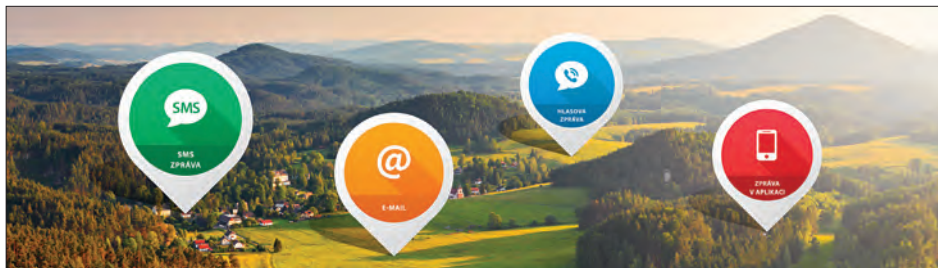 SMS
SMS
ZPRÁVA
@
E-MAIL
HLASOVÁ
ZPRÁVA
ZPRÁVA
V APLIKACI